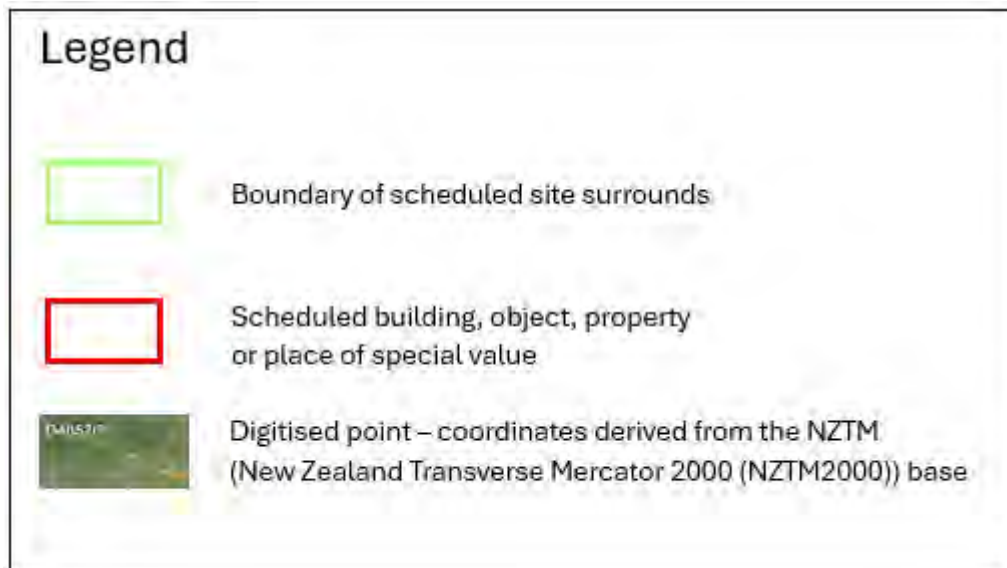 Legend
Boundary of scheduled site surrounds
Scheduled building, object, property
or place of special value
Digitised point – coordinates derived from the NZTM
(New Zealand Transverse Mercator 2000 (NZTM2000)) base